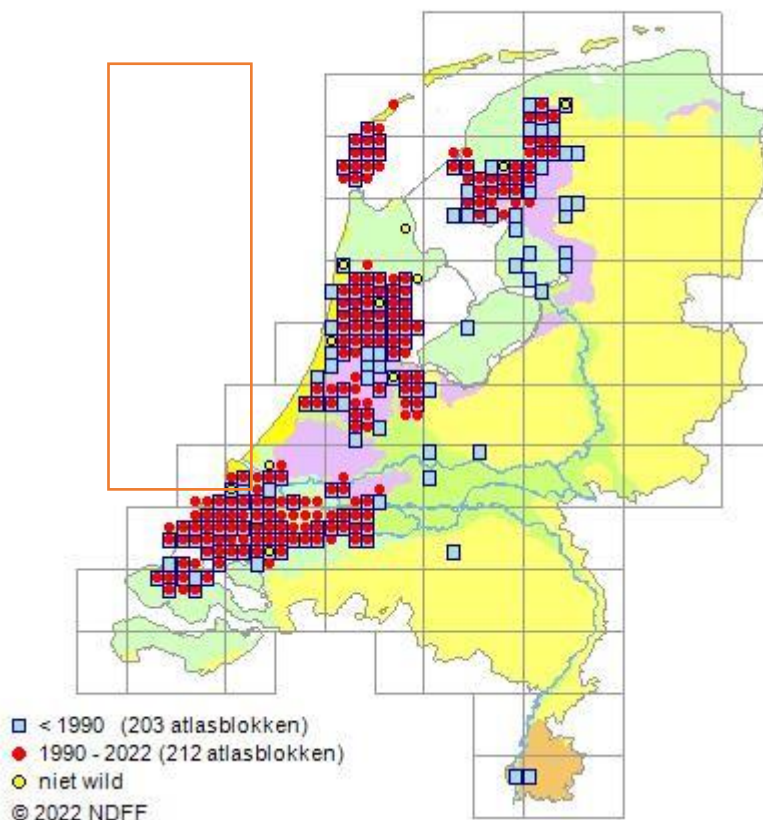 < 1990 (203 atlasblokken)
1990 - 2022 (212 atlasblokken)
niet wild
© 2022 NDFF